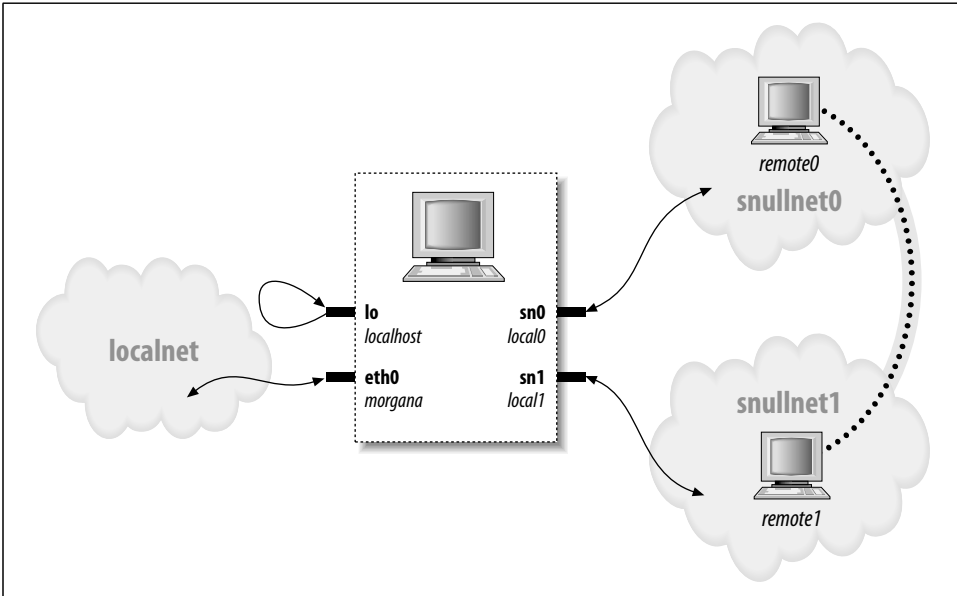 remote0
snullnet0
lo
localhost
sn0
local0
localnet
eth0
morgana
sn1
local1
snullnet1
remote1